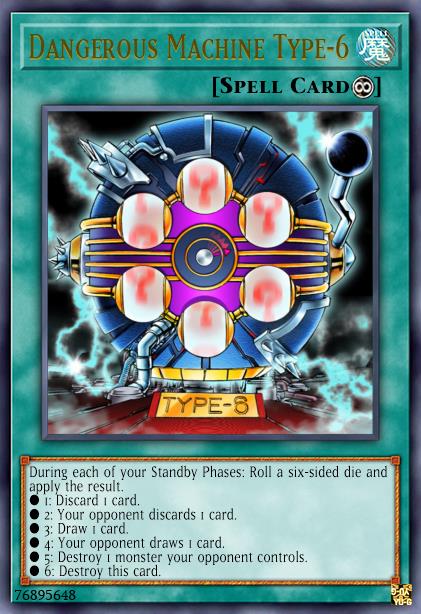 Dangerous Machine Type-6
SPELL
魔
[Spell Card]
TYPE-6
During each of your Standby Phases: Roll a six-sided die and
apply the result.
● 1: Discard 1 card.
● 2: Your opponent discards 1 card.
● 3: Draw 1 card.
● 4: Your opponent draws 1 card.
● 5: Destroy 1 monster your opponent controls.
● 6: Destroy this card.
76895648